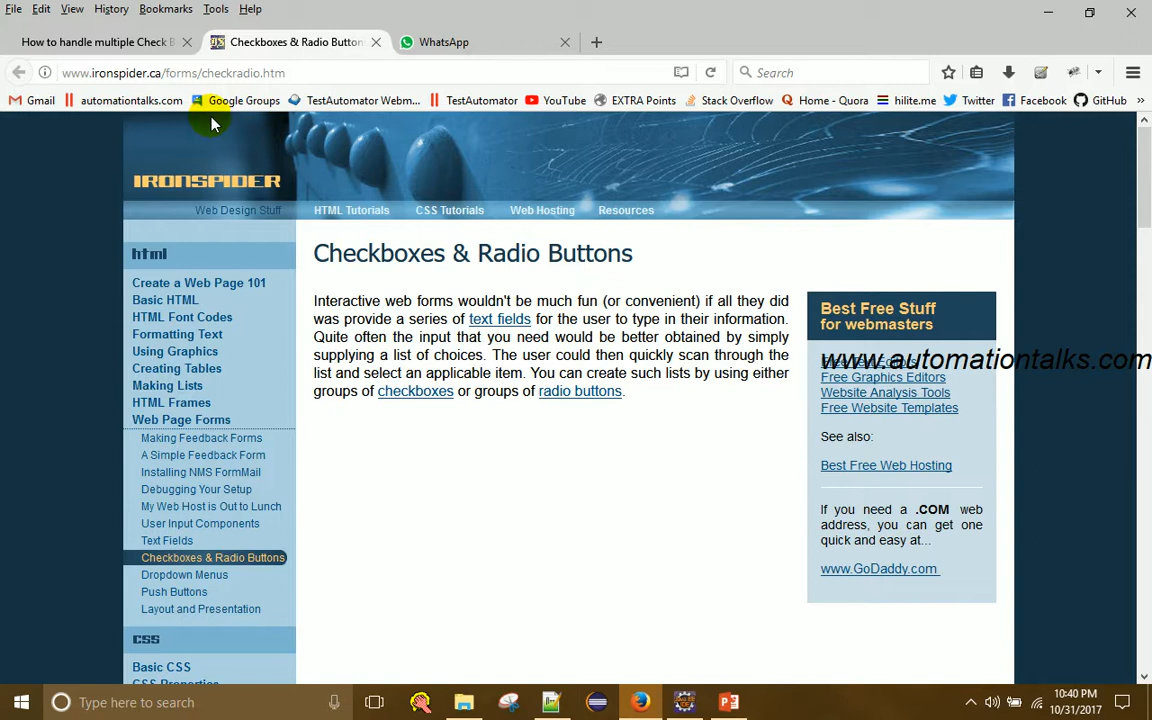 File Edit View History Bookmarks Tools Help
How to handle multiple Check B
Checkboxes & Radio Button
WhatsApp
www.ironspider.ca/forms/checkradio.htm
Search
Gmail
automationtalks.com
Google Groups
TestAutomator Webm...
TestAutomator
YouTube
EXTRA Points
Stack Overflow
Home - Quora
hilite.me
Twitter
Facebook
GitHub
IRONSPIDER
Web Design Stuff
HTML Tutorials
CSS Tutorials
Web Hosting
Resources
html
Create a Web Page 101
Basic HTML
HTML Font Codes
Formatting Text
Using Graphics
Creating Tables
Making Lists
HTML Frames
Web Page Forms
Making Feedback Forms
A Simple Feedback Form
Installing NMS FormMail
Debugging Your Setup
My Web Host is Out to Lunch
User Input Components
Text Fields
Checkboxes & Radio Buttons
Dropdown Menus
Push Buttons
Layout and Presentation
css
Basic CSS
Checkboxes & Radio Buttons
Interactive web forms wouldn't be much fun (or convenient) if all they did
was provide a series of text fields for the user to type in their information.
Quite often the input that you need would be better obtained by simply
supplying a list of choices. The user could then quickly scan through the
list and select an applicable item. You can create such lists by using either
groups of checkboxes or groups of radio buttons.
Best Free Stuff
for webmasters
www.automationtalks.com
Free Graphics Editors
Website Analysis Tools
Free Website Templates
See also:
Best Free Web Hosting
If you need a .COM web
address, you can get one
quick and easy at...
www.GoDaddy.com
Type here to search
10:40 PM
10/31/2017